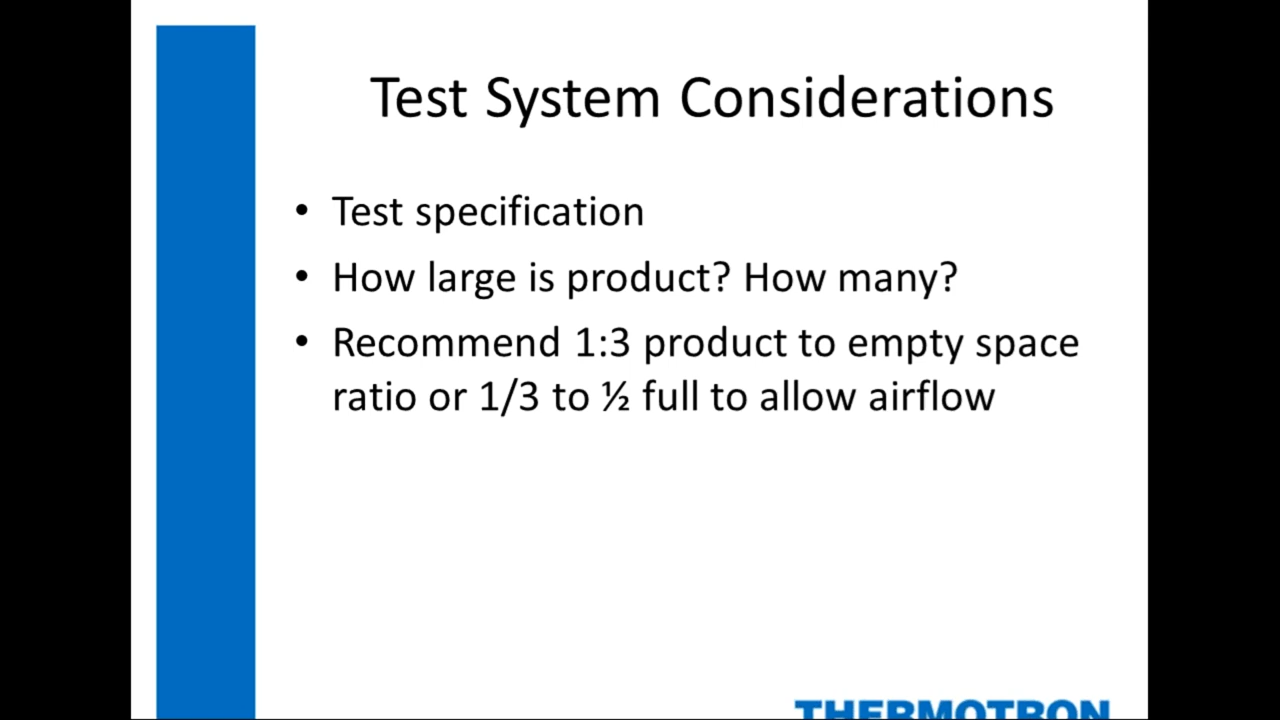 Test System Considerations
• Test specification
• How large is product? How many?
• Recommend 1:3 product to empty space
ratio or 1/3 to ½ full to allow airflow
THERMOTRON